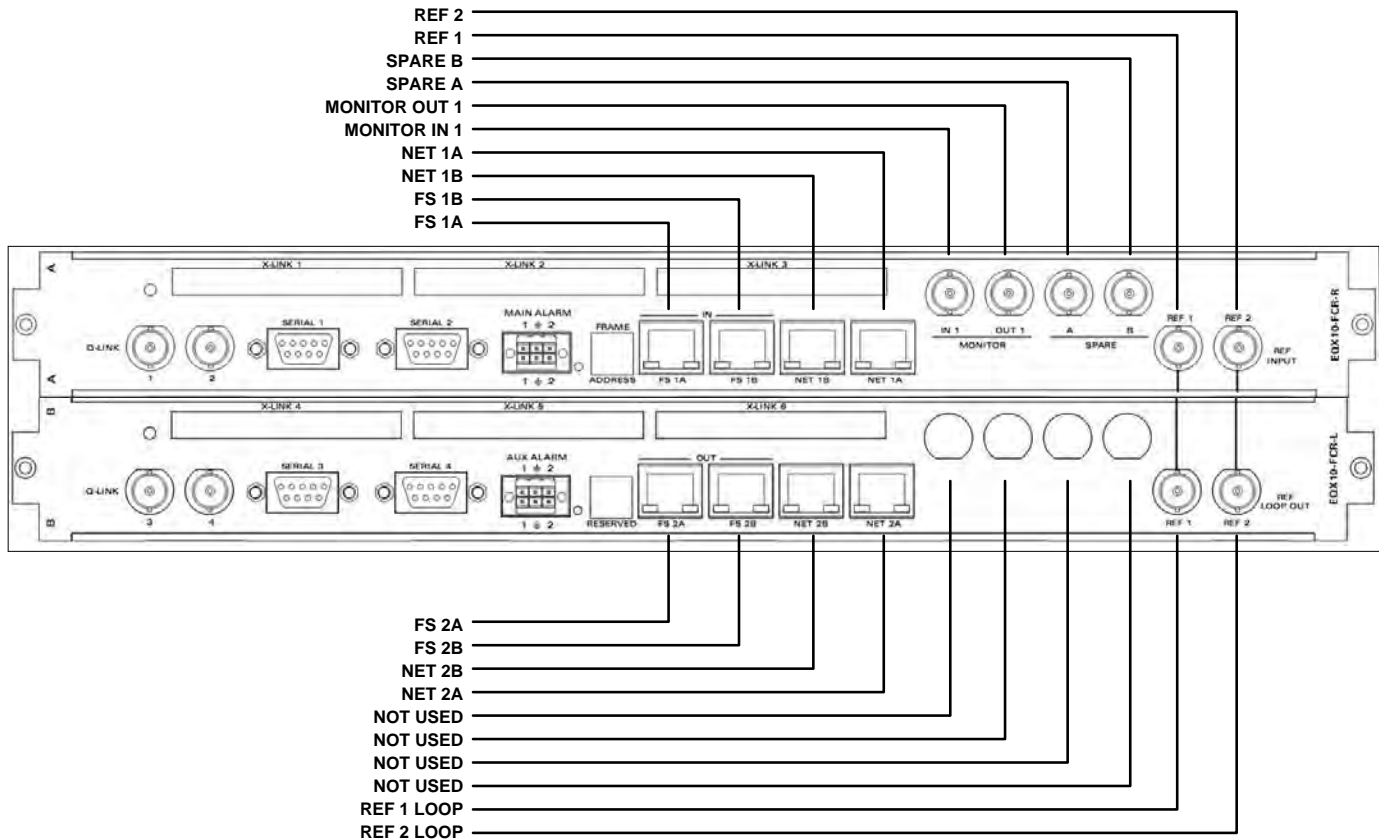 REF 2
REF 1
SPARE B
SPARE A
MONITOR OUT 1
MONITOR IN 1
NET 1A
NET 1B
FS 1B
FS 1A
A
X-LINK 1
X-LINK 2
X-LINK 3
MAIN ALARM
1 ⏚ 2
FRAME
IN
SERIAL 1
SERIAL 2
Q-LINK
1
2
1 ⏚ 2
ADDRESS
FS 1A
FS 1B
NET 1B
NET 1A
IN 1
OUT 1
MONITOR
A
B
SPARE
REF 1
REF 2
REF
INPUT
EQX10-FCR-R
A
B
X-LINK 4
X-LINK 5
X-LINK 6
AUX ALARM
1 ⏚ 2
OUT
SERIAL 3
SERIAL 4
Q-LINK
3
4
1 ⏚ 2
RESERVED
FS 2A
FS 2B
NET 2B
NET 2A
REF 1
REF 2
REF
LOOP OUT
EQX10-FCR-L
B
FS 2A
FS 2B
NET 2B
NET 2A
NOT USED
NOT USED
NOT USED
NOT USED
REF 1 LOOP
REF 2 LOOP